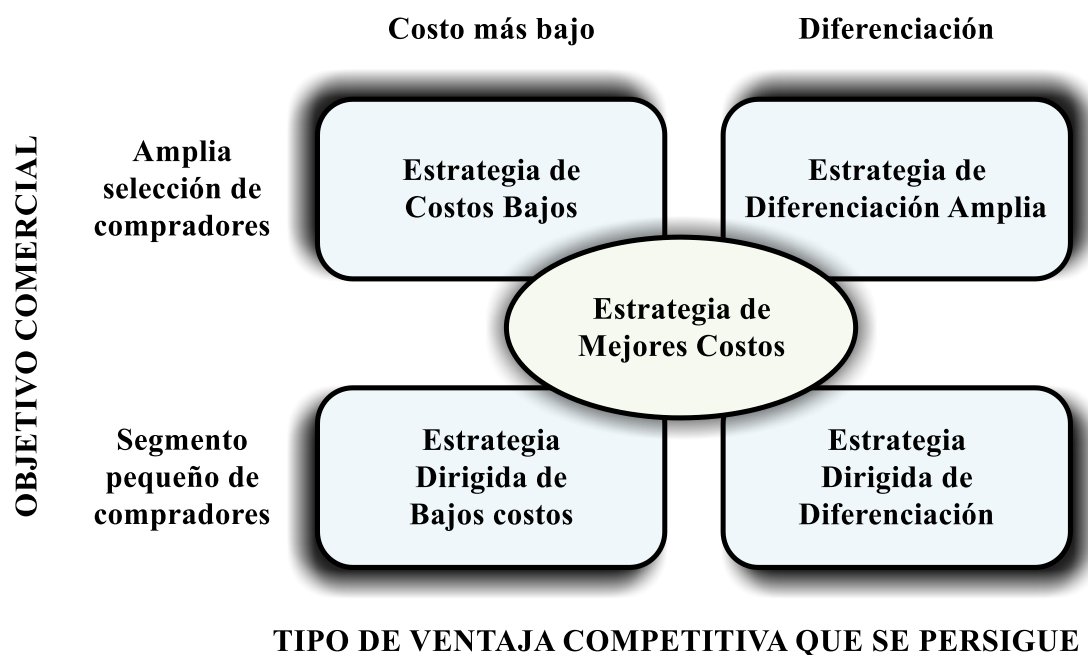 Costo más bajo
Diferenciación
OBJETIVO COMERCIAL
Amplia
selección de
compradores
Estrategia de
Costos Bajos
Estrategia de
Diferenciación Amplia
Estrategia de
Mejores Costos
Segmento
pequeño de
compradores
Estrategia
Dirigida de
Bajos costos
Estrategia
Dirigida de
Diferenciación
TIPO DE VENTAJA COMPETITIVA QUE SE PERSIGUE